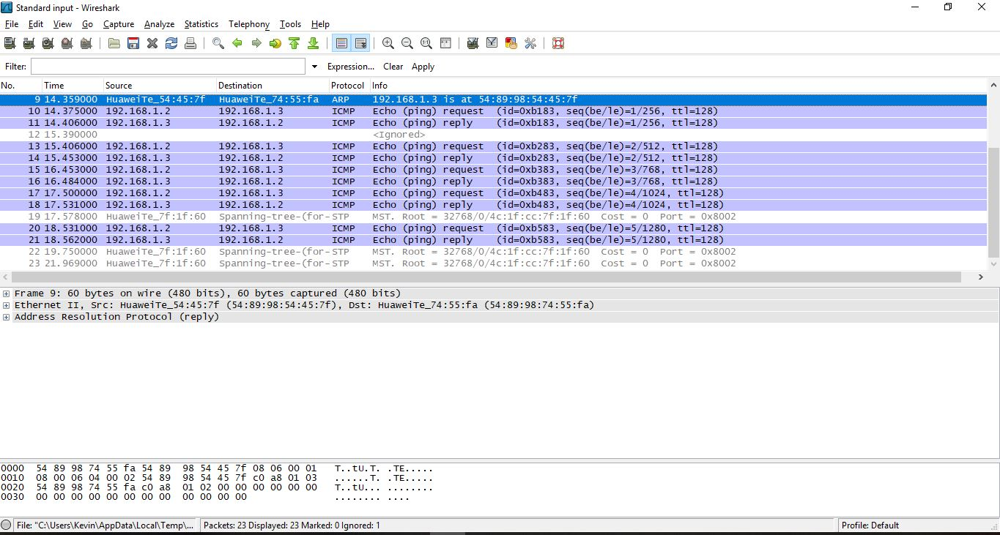 Standard input - Wireshark
File Edit View Go Capture Analyze Statistics Telephony Tools Help
Filter: Expression... Clear Apply
No. Time Source Destination Protocol Info
9 14.359000 HuaweiTe_54:45:7f HuaweiTe_74:55:fa ARP 192.168.1.3 is at 54:89:98:54:45:7f
10 14.375000 192.168.1.2 192.168.1.3 ICMP Echo (ping) request (id=0xb183, seq(be/le)=1/256, ttl=128)
11 14.406000 192.168.1.3 192.168.1.2 ICMP Echo (ping) reply (id=0xb183, seq(be/le)=1/256, ttl=128)
12 15.390000 <Ignored>
13 15.406000 192.168.1.2 192.168.1.3 ICMP Echo (ping) request (id=0xb283, seq(be/le)=2/512, ttl=128)
14 15.453000 192.168.1.3 192.168.1.2 ICMP Echo (ping) reply (id=0xb283, seq(be/le)=2/512, ttl=128)
15 16.453000 192.168.1.2 192.168.1.3 ICMP Echo (ping) request (id=0xb383, seq(be/le)=3/768, ttl=128)
16 16.484000 192.168.1.3 192.168.1.2 ICMP Echo (ping) reply (id=0xb383, seq(be/le)=3/768, ttl=128)
17 17.500000 192.168.1.2 192.168.1.3 ICMP Echo (ping) request (id=0xb483, seq(be/le)=4/1024, ttl=128)
18 17.531000 192.168.1.3 192.168.1.2 ICMP Echo (ping) reply (id=0xb483, seq(be/le)=4/1024, ttl=128)
19 17.578000 HuaweiTe_7f:1f:60 Spanning-tree-(for- STP MST. Root = 32768/0/4c:1f:cc:7f:1f:60 Cost = 0 Port = 0x8002
20 18.531000 192.168.1.2 192.168.1.3 ICMP Echo (ping) request (id=0xb583, seq(be/le)=5/1280, ttl=128)
21 18.562000 192.168.1.3 192.168.1.2 ICMP Echo (ping) reply (id=0xb583, seq(be/le)=5/1280, ttl=128)
22 19.750000 HuaweiTe_7f:1f:60 Spanning-tree-(for- STP MST. Root = 32768/0/4c:1f:cc:7f:1f:60 Cost = 0 Port = 0x8002
23 21.969000 HuaweiTe_7f:1f:60 Spanning-tree-(for- STP MST. Root = 32768/0/4c:1f:cc:7f:1f:60 Cost = 0 Port = 0x8002
Frame 9: 60 bytes on wire (480 bits), 60 bytes captured (480 bits)
Ethernet II, Src: HuaweiTe_54:45:7f (54:89:98:54:45:7f), Dst: HuaweiTe_74:55:fa (54:89:98:74:55:fa)
Address Resolution Protocol (reply)
0000 54 89 98 74 55 fa 54 89 98 54 45 7f 08 06 00 01 T..tU.T. .TE.....
0010 08 00 06 04 00 02 54 89 98 54 45 7f c0 a8 01 03 ......T. .TE.....
0020 54 89 98 74 55 fa c0 a8 01 02 00 00 00 00 00 00 T..tU... ........
0030 00 00 00 00 00 00 00 00 00 00 00 00 ........ ....
File: "C:\Users\Kevin\AppData\Local\Temp\... Packets: 23 Displayed: 23 Marked: 0 Ignored: 1 Profile: Default